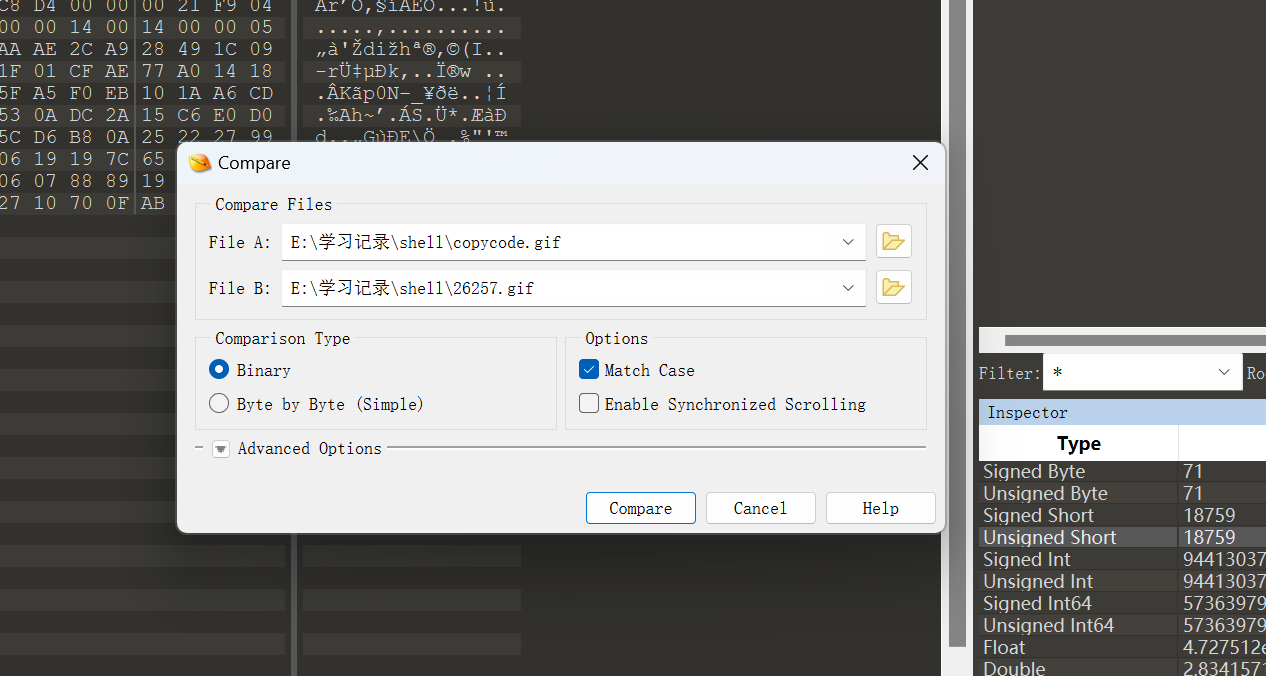 C8 D4 00 00 00 00 21 F9 04
00 00 14 00 14 00 00 05
AA AE 2C A9 28 49 1C 09
1F 01 CF AE 77 A0 14 18
5F A5 F0 EB 10 1A A6 CD
53 0A DC 2A 15 C6 E0 D0
5C D6 B8 0A 25 22 27 99
06 19 19 7C 65
06 07 88 89 19
27 10 70 0F AB
.....,..........
„à'Ždižhª®,©(I..
–rÜ‡µÐk,..Ï®w ..
.ÂKãp0N–_¥ðë..¦Í
.‰Ah~’.ÁS.Ü*.ÆàÐ
Compare
Compare Files
File A: E:\学习记录\shell\copycode.gif
File B: E:\学习记录\shell\26257.gif
Comparison Type
Binary
Byte by Byte (Simple)
Options
Match Case
Enable Synchronized Scrolling
Advanced Options
Compare Cancel Help
Filter: * Ro
Inspector
Type
Signed Byte 71
Unsigned Byte 71
Signed Short 18759
Unsigned Short 18759
Signed Int 94413037
Unsigned Int 94413037
Signed Int64 57363979
Unsigned Int64 57363979
Float 4.727512e
Double 2.8341571